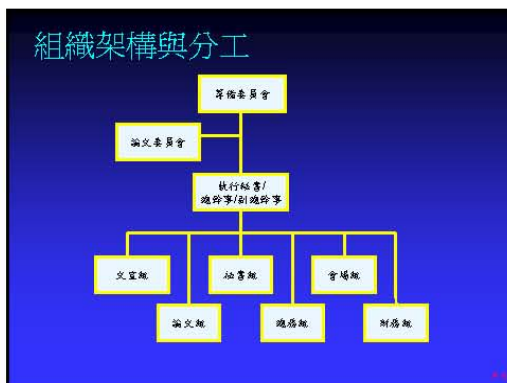 組織架構與分工
籌備委員會
論文委員會
執行秘書/
總幹事/副總幹事
文宣組
秘書組
會場組
論文組
總務組
財務組